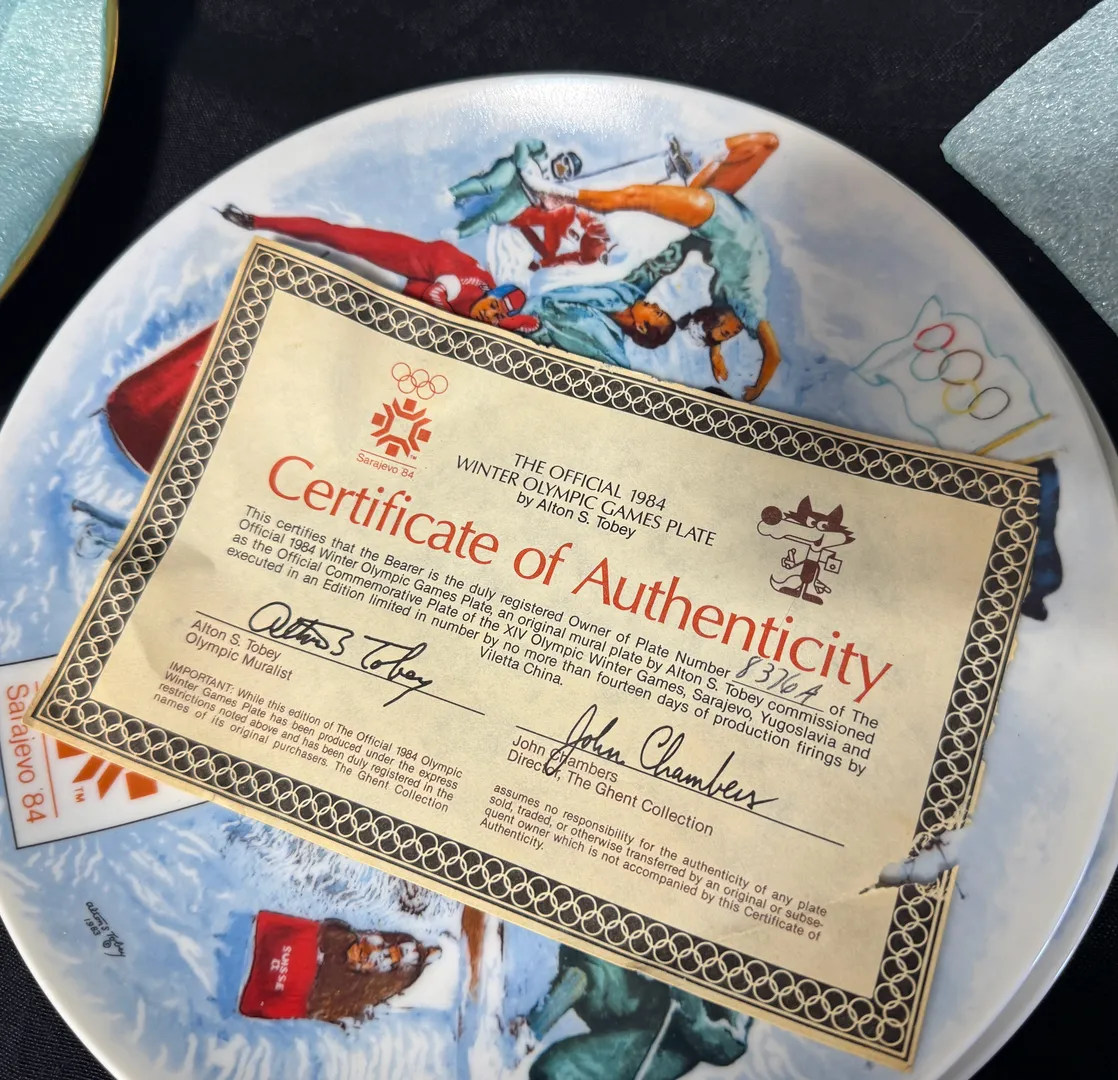 Sarajevo '84
THE OFFICIAL 1984
WINTER OLYMPIC GAMES PLATE
by Alton S. Tobey
Certificate of Authenticity
This certifies that the Bearer is the duly registered Owner of Plate Number 8376A of The
Official 1984 Winter Olympic Games Plate, an original mural plate by Alton S. Tobey commissioned
as the Official Commemorative Plate of the XIV Olympic Winter Games, Sarajevo, Yugoslavia and
executed in an Edition limited in number by no more than fourteen days of production firings by
Viletta China.
Alton S Tobey
Alton S. Tobey
Olympic Muralist
John Chambers
John Chambers
Director, The Ghent Collection
IMPORTANT: While this edition of The Official 1984 Olympic
Winter Games Plate has been produced under the express
restrictions noted above and has been duly registered in the
names of its original purchasers. The Ghent Collection
assumes no responsibility for the authenticity of any plate
sold, traded, or otherwise transferred by an original or subse-
quent owner which is not accompanied by this Certificate of
Authenticity.
Sarajevo '84
TM
Alton S Tobey
1983
SUISSE